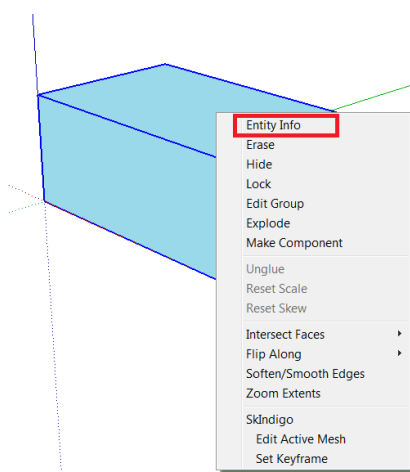 Entity Info
Erase
Hide
Lock
Edit Group
Explode
Make Component
Unglue
Reset Scale
Reset Skew
Intersect Faces
Flip Along
Soften/Smooth Edges
Zoom Extents
SkIndigo
Edit Active Mesh
Set Keyframe